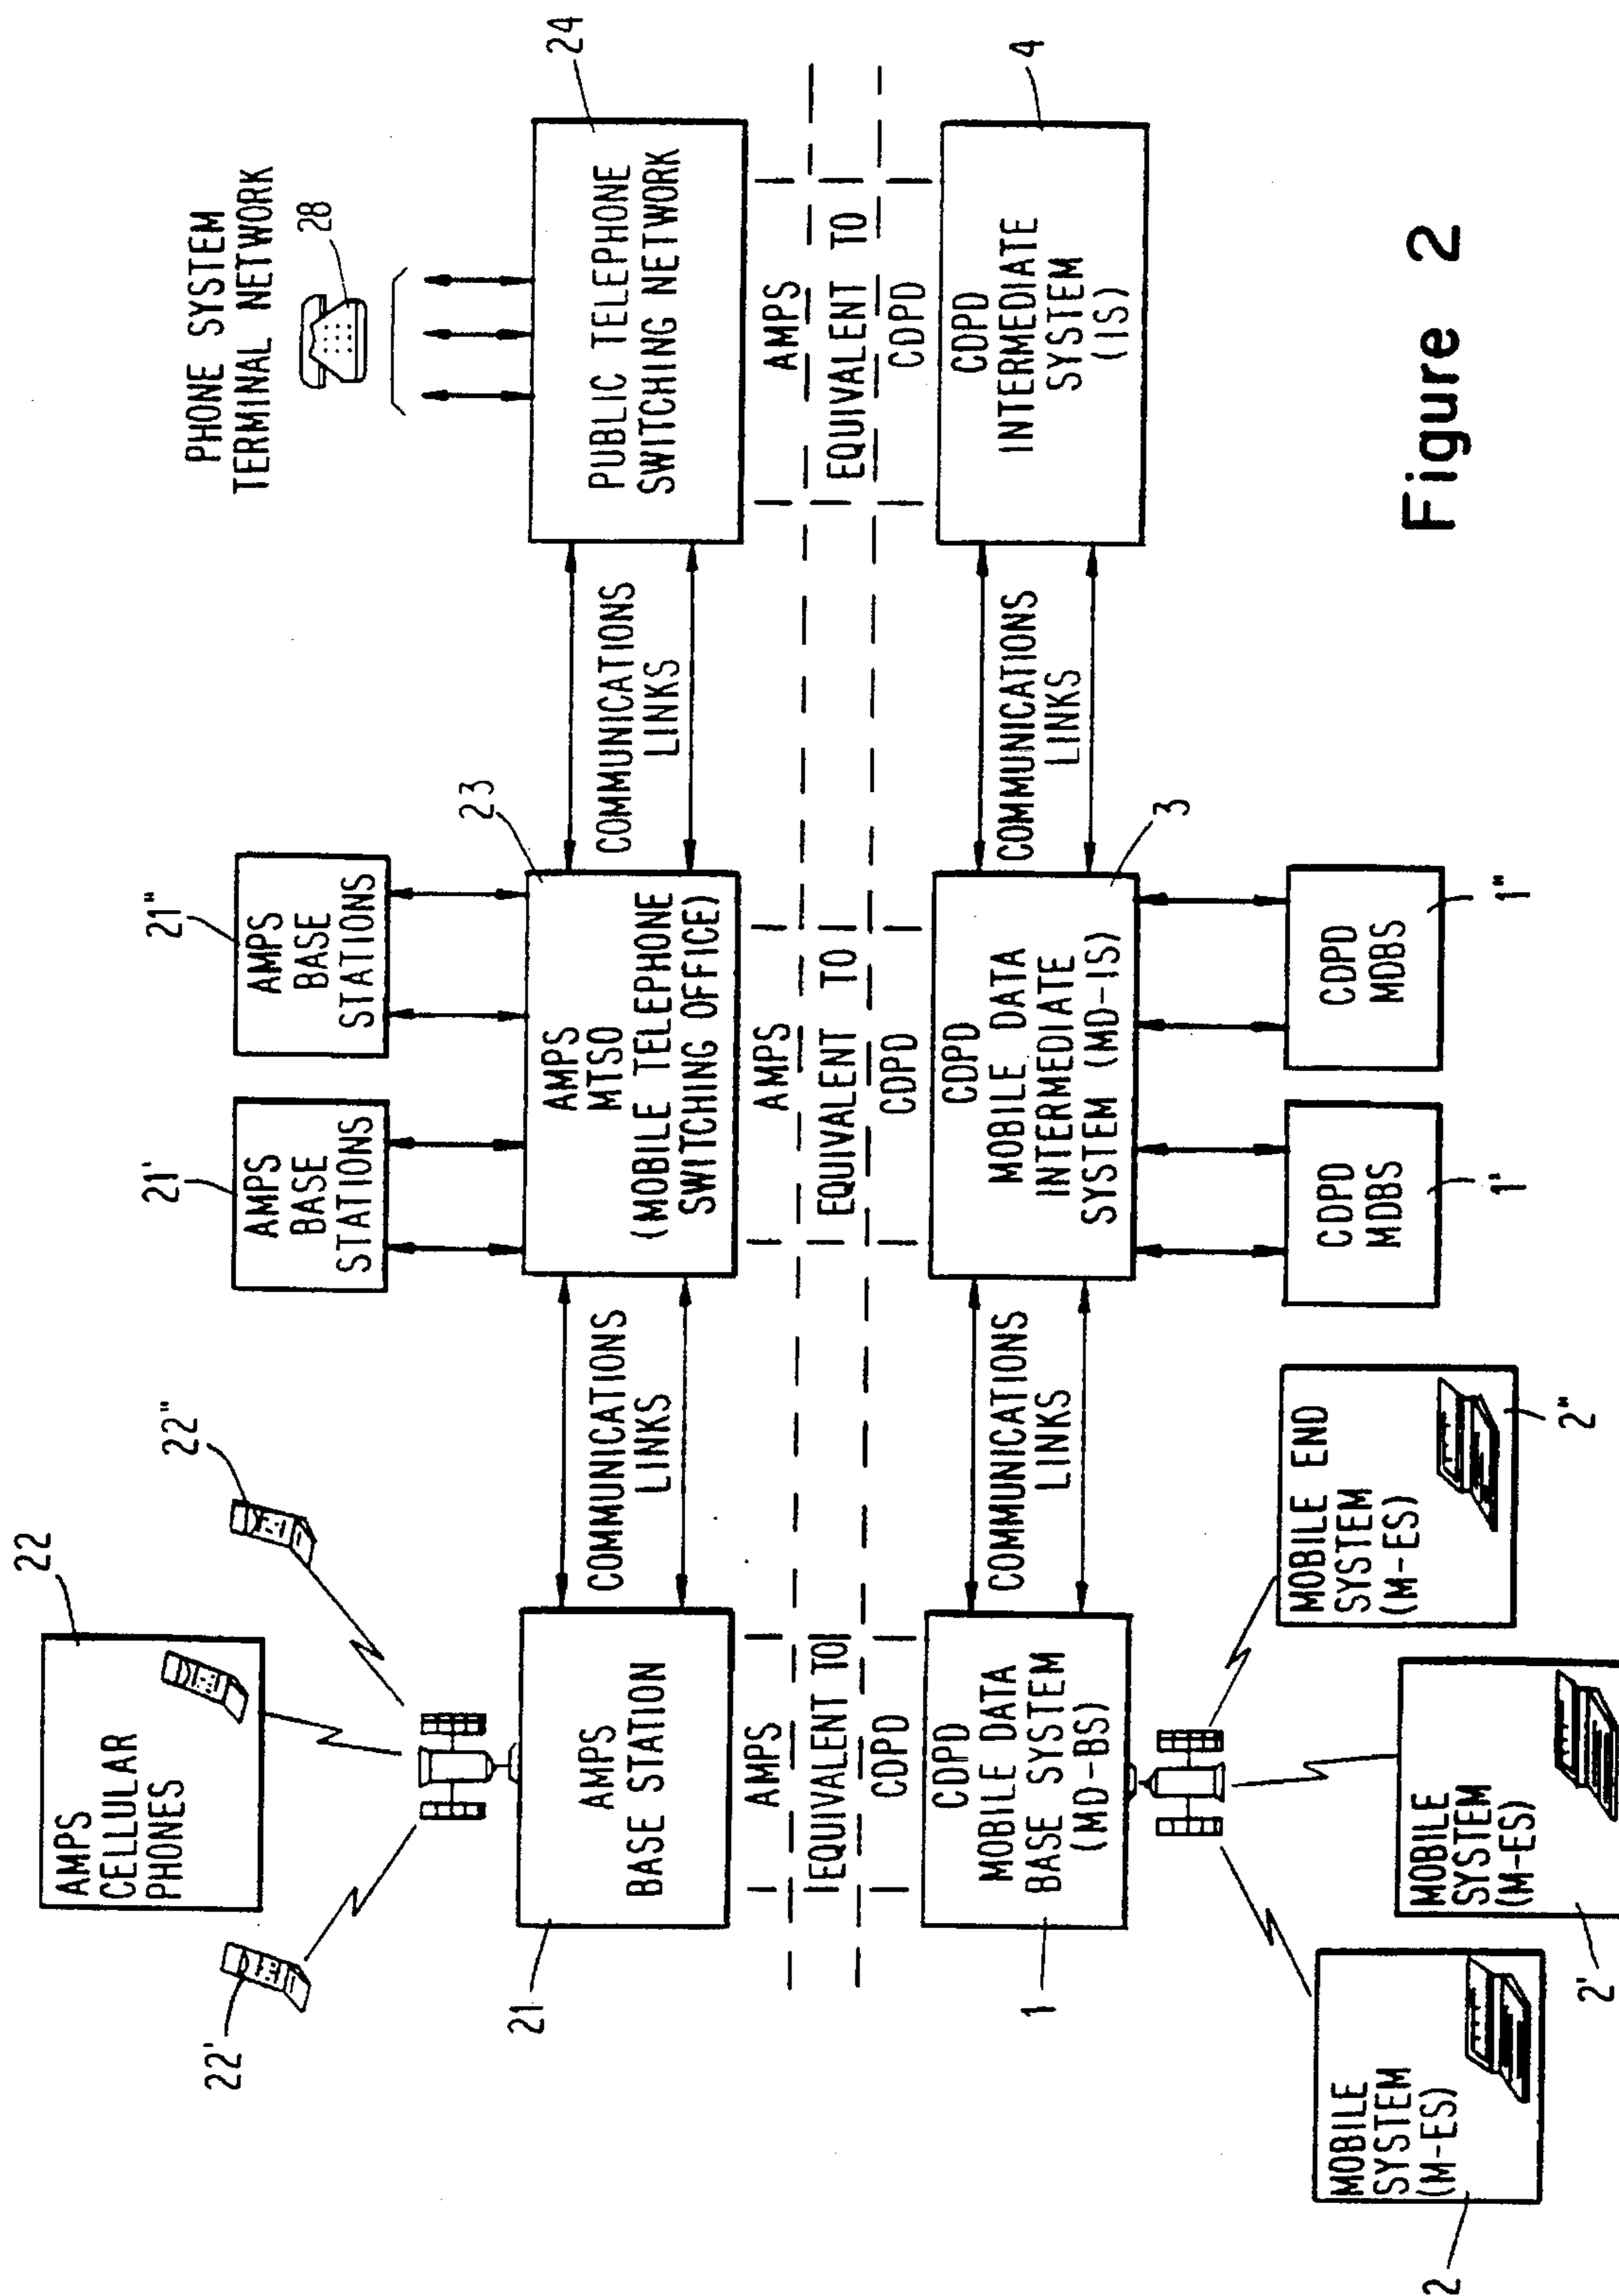 22
AMPS
CELLULAR
PHONES
22'
22"
21'
AMPS
BASE
STATIONS
21"
AMPS
BASE
STATIONS
PHONE SYSTEM
TERMINAL NETWORK
28
21
AMPS
BASE STATION
COMMUNICATIONS
LINKS
23
AMPS
MTSO
(MOBILE TELEPHONE
SWITCHING OFFICE)
COMMUNICATIONS
LINKS
24
PUBLIC TELEPHONE
SWITCHING NETWORK
AMPS
EQUIVALENT TO
CDPD
AMPS
EQUIVALENT TO
CDPD
AMPS
EQUIVALENT TO
CDPD
1
CDPD
MOBILE DATA
BASE SYSTEM
(MD-BS)
COMMUNICATIONS
LINKS
CDPD
MOBILE DATA
INTERMEDIATE
SYSTEM (MD-IS)
3
COMMUNICATIONS
LINKS
CDPD
INTERMEDIATE
SYSTEM
(IS)
4
MOBILE
SYSTEM
(M-ES)
2
MOBILE
SYSTEM
(M-ES)
2'
MOBILE END
SYSTEM
(M-ES)
2"
CDPD
MDBS
1'
CDPD
MDBS
1"
Figure 2